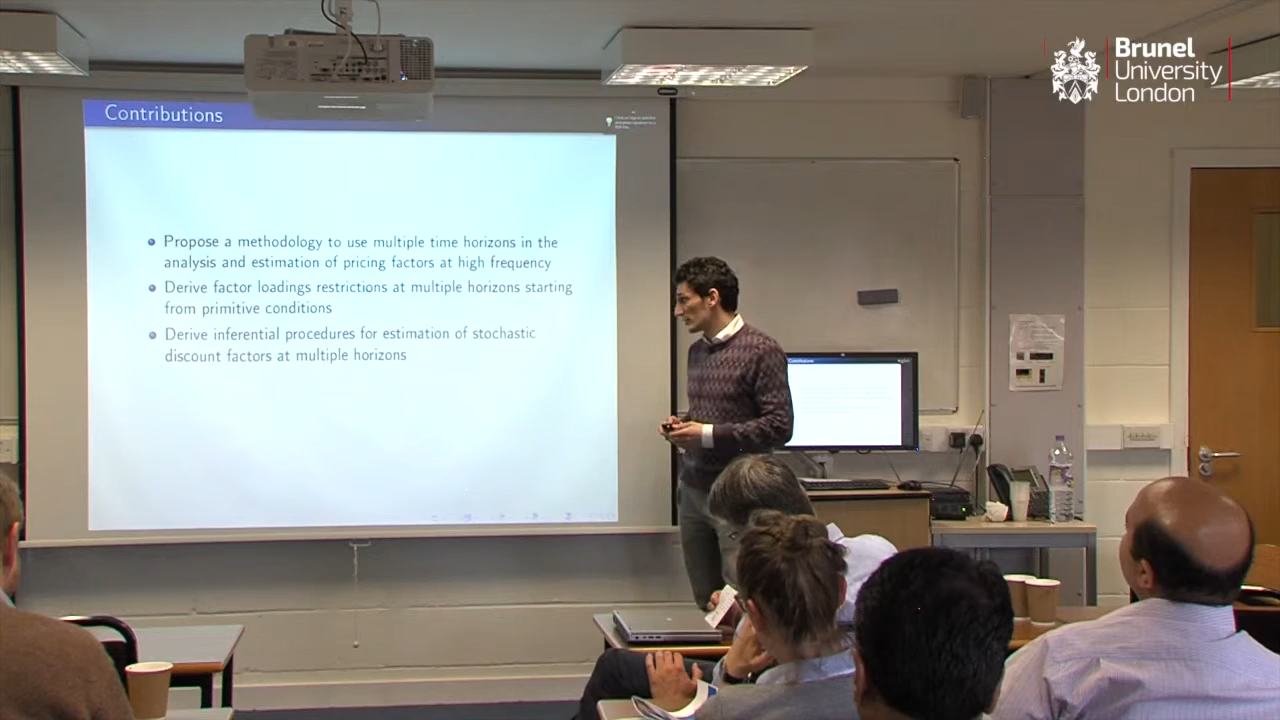 Brunel
University
London
Contributions
Propose a methodology to use multiple time horizons in the
analysis and estimation of pricing factors at high frequency
Derive factor loadings restrictions at multiple horizons starting
from primitive conditions
Derive inferential procedures for estimation of stochastic
discount factors at multiple horizons
Contributions